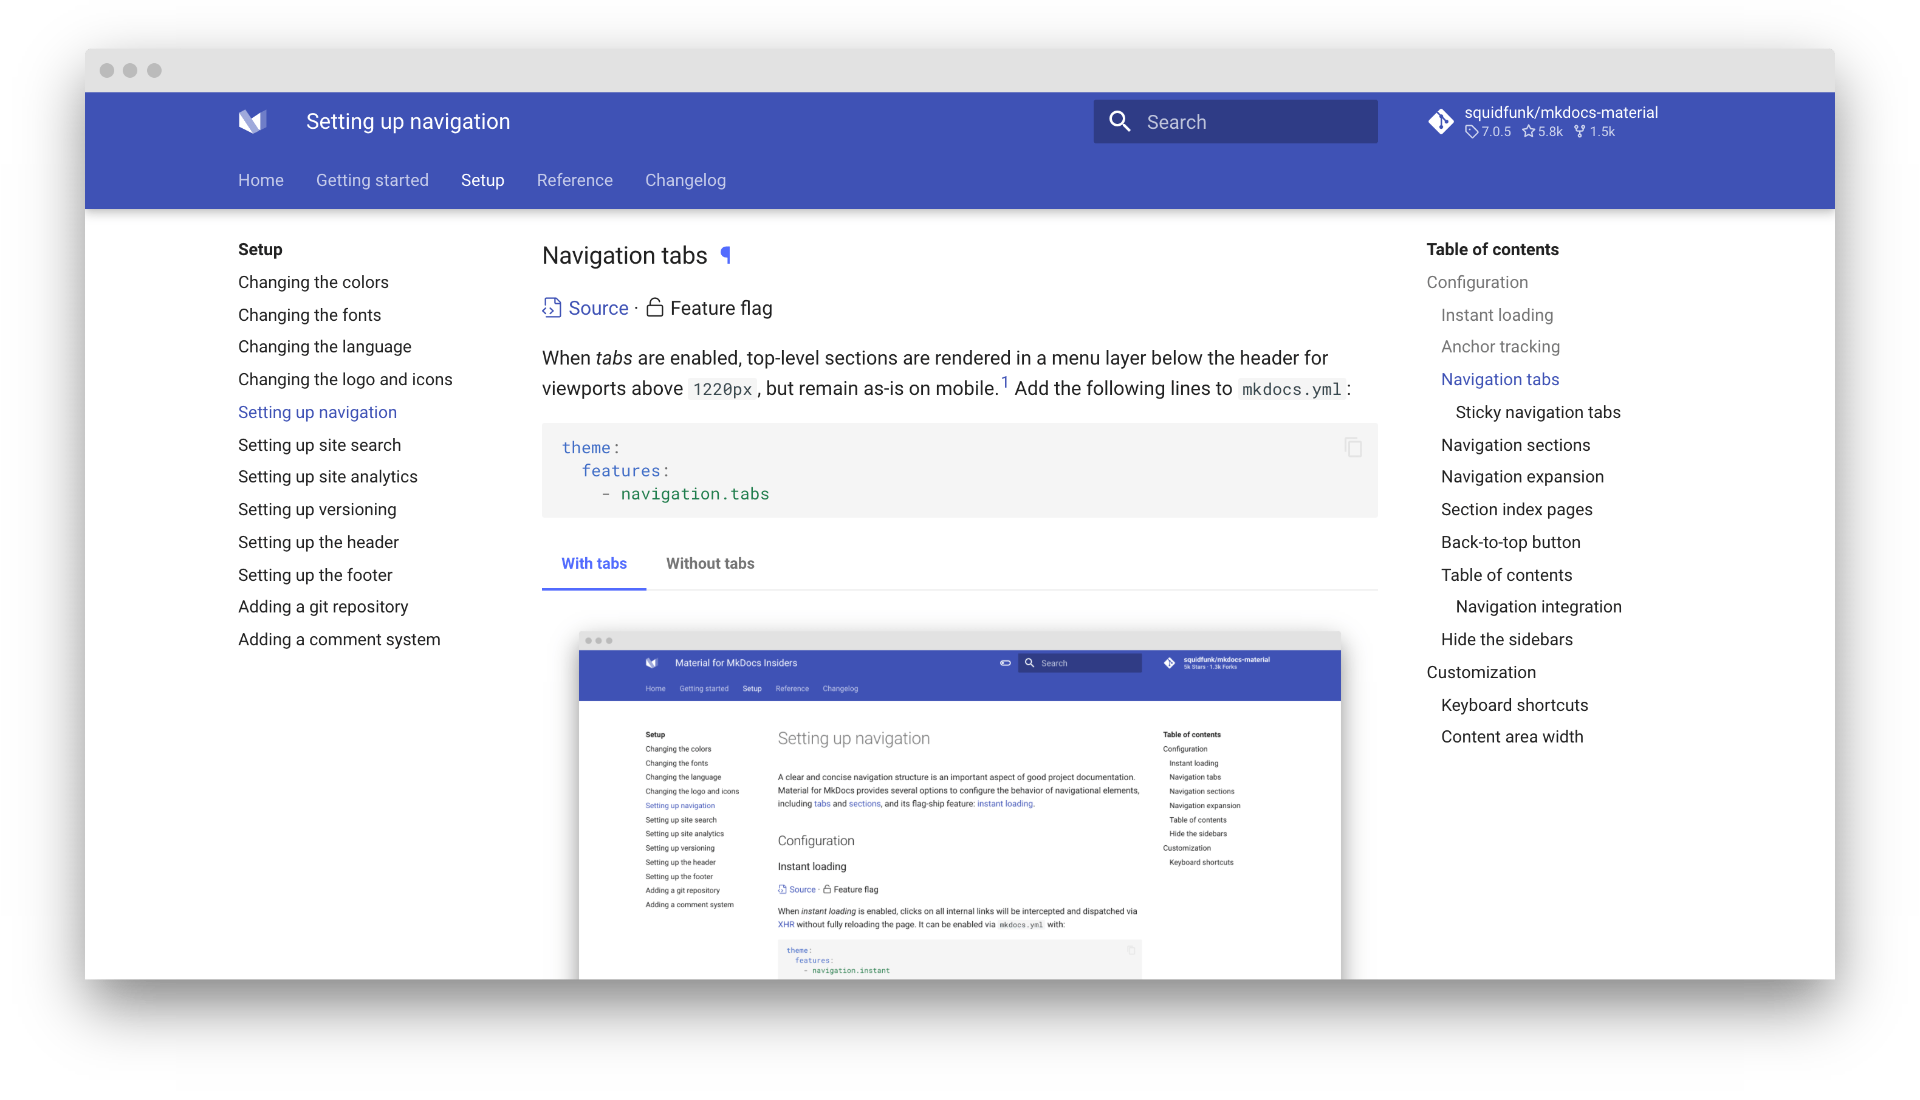 Setting up navigation
Search
squidfunk/mkdocs-material
7.0.5 5.8k 1.5k
Home Getting started Setup Reference Changelog
Setup
Changing the colors
Changing the fonts
Changing the language
Changing the logo and icons
Setting up navigation
Setting up site search
Setting up site analytics
Setting up versioning
Setting up the header
Setting up the footer
Adding a git repository
Adding a comment system
Navigation tabs ¶
Source · Feature flag
When tabs are enabled, top-level sections are rendered in a menu layer below the header for
viewports above 1220px, but remain as-is on mobile.1 Add the following lines to mkdocs.yml:
theme:
features:
- navigation.tabs
With tabs Without tabs
Material for MkDocs Insiders
Search
squidfunk/mkdocs-material
5k Stars · 1.3k Forks
Home Getting started Setup Reference Changelog
Setup
Changing the colors
Changing the fonts
Changing the language
Changing the logo and icons
Setting up navigation
Setting up site search
Setting up site analytics
Setting up versioning
Setting up the header
Setting up the footer
Adding a git repository
Adding a comment system
Setting up navigation
A clear and concise navigation structure is an important aspect of good project documentation.
Material for MkDocs provides several options to configure the behavior of navigational elements,
including tabs and sections, and its flag-ship feature: instant loading.
Configuration
Instant loading
Source · Feature flag
When instant loading is enabled, clicks on all internal links will be intercepted and dispatched via
XHR without fully reloading the page. It can be enabled via mkdocs.yml with:
theme:
features:
- navigation.instant
Table of contents
Configuration
Instant loading
Navigation tabs
Navigation sections
Navigation expansion
Table of contents
Hide the sidebars
Customization
Keyboard shortcuts
Table of contents
Configuration
Instant loading
Anchor tracking
Navigation tabs
Sticky navigation tabs
Navigation sections
Navigation expansion
Section index pages
Back-to-top button
Table of contents
Navigation integration
Hide the sidebars
Customization
Keyboard shortcuts
Content area width